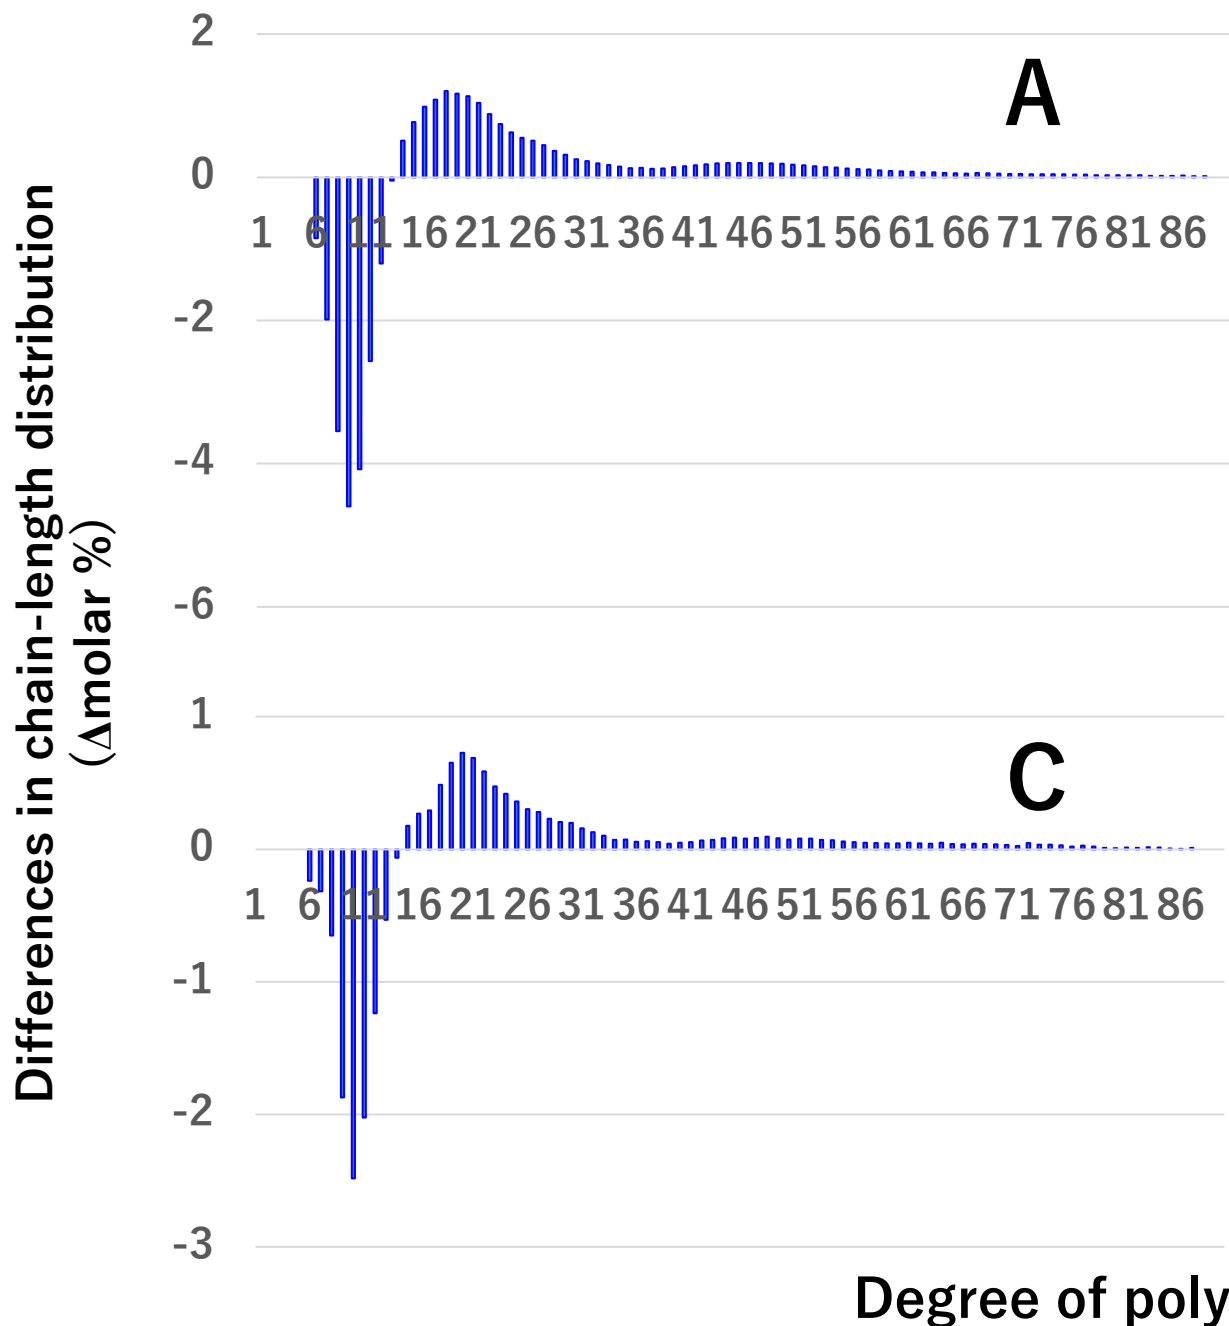 Differences in chain-length distribution
(Δmolar %)
A
2
0
-2
-4
-6
1 6 11 16 21 26 31 36 41 46 51 56 61 66 71 76 81 86
C
1
0
-1
-2
-3
1 6 11 16 21 26 31 36 41 46 51 56 61 66 71 76 81 86
Degree of poly